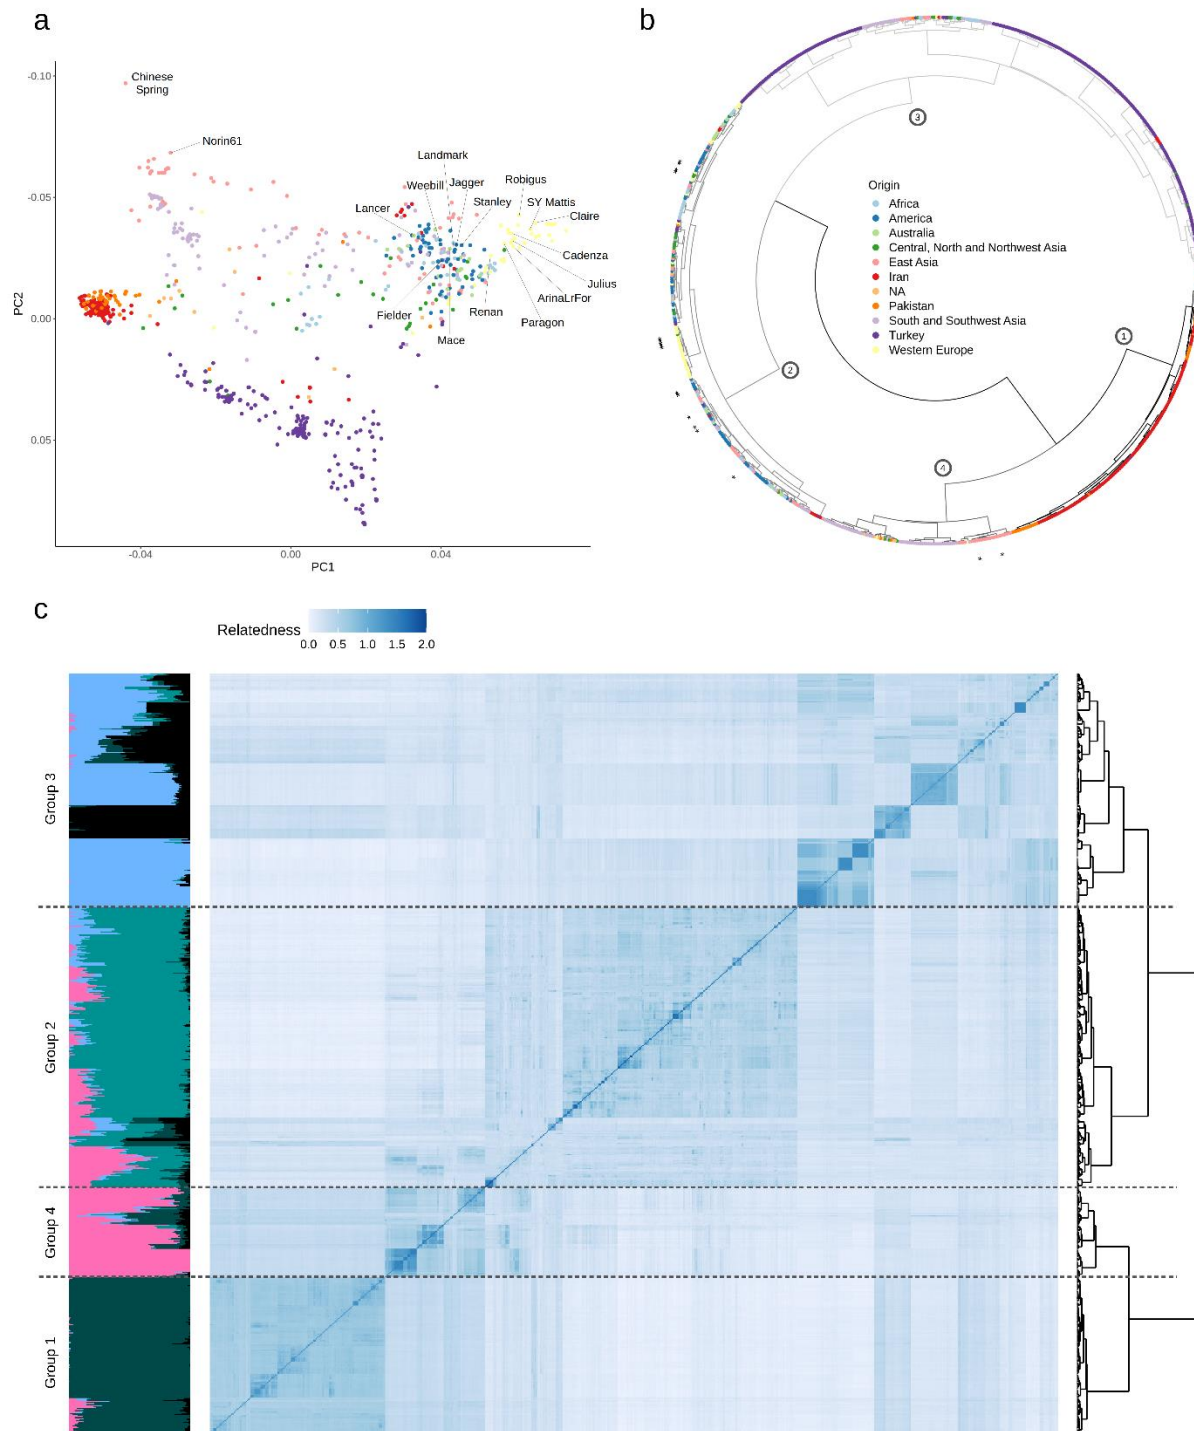 a
-0.10
-0.05
0.00
0.05
PC2
-0.04
0.00
0.04
PC1
Chinese
Spring
Norin61
Landmark
Weebill
Jagger
Robigus
Lancer
Stanley
SY Mattis
Claire
Cadenza
Julius
ArinaLrFor
Fielder
Renan
Paragon
Mace
b
3
Origin
Africa
America
Australia
Central, North and Northwest Asia
East Asia
Iran
NA
Pakistan
South and Southwest Asia
Turkey
Western Europe
1
2
4
c
Relatedness
0.0 0.5 1.0 1.5 2.0
Group 3
Group 2
Group 4
Group 1